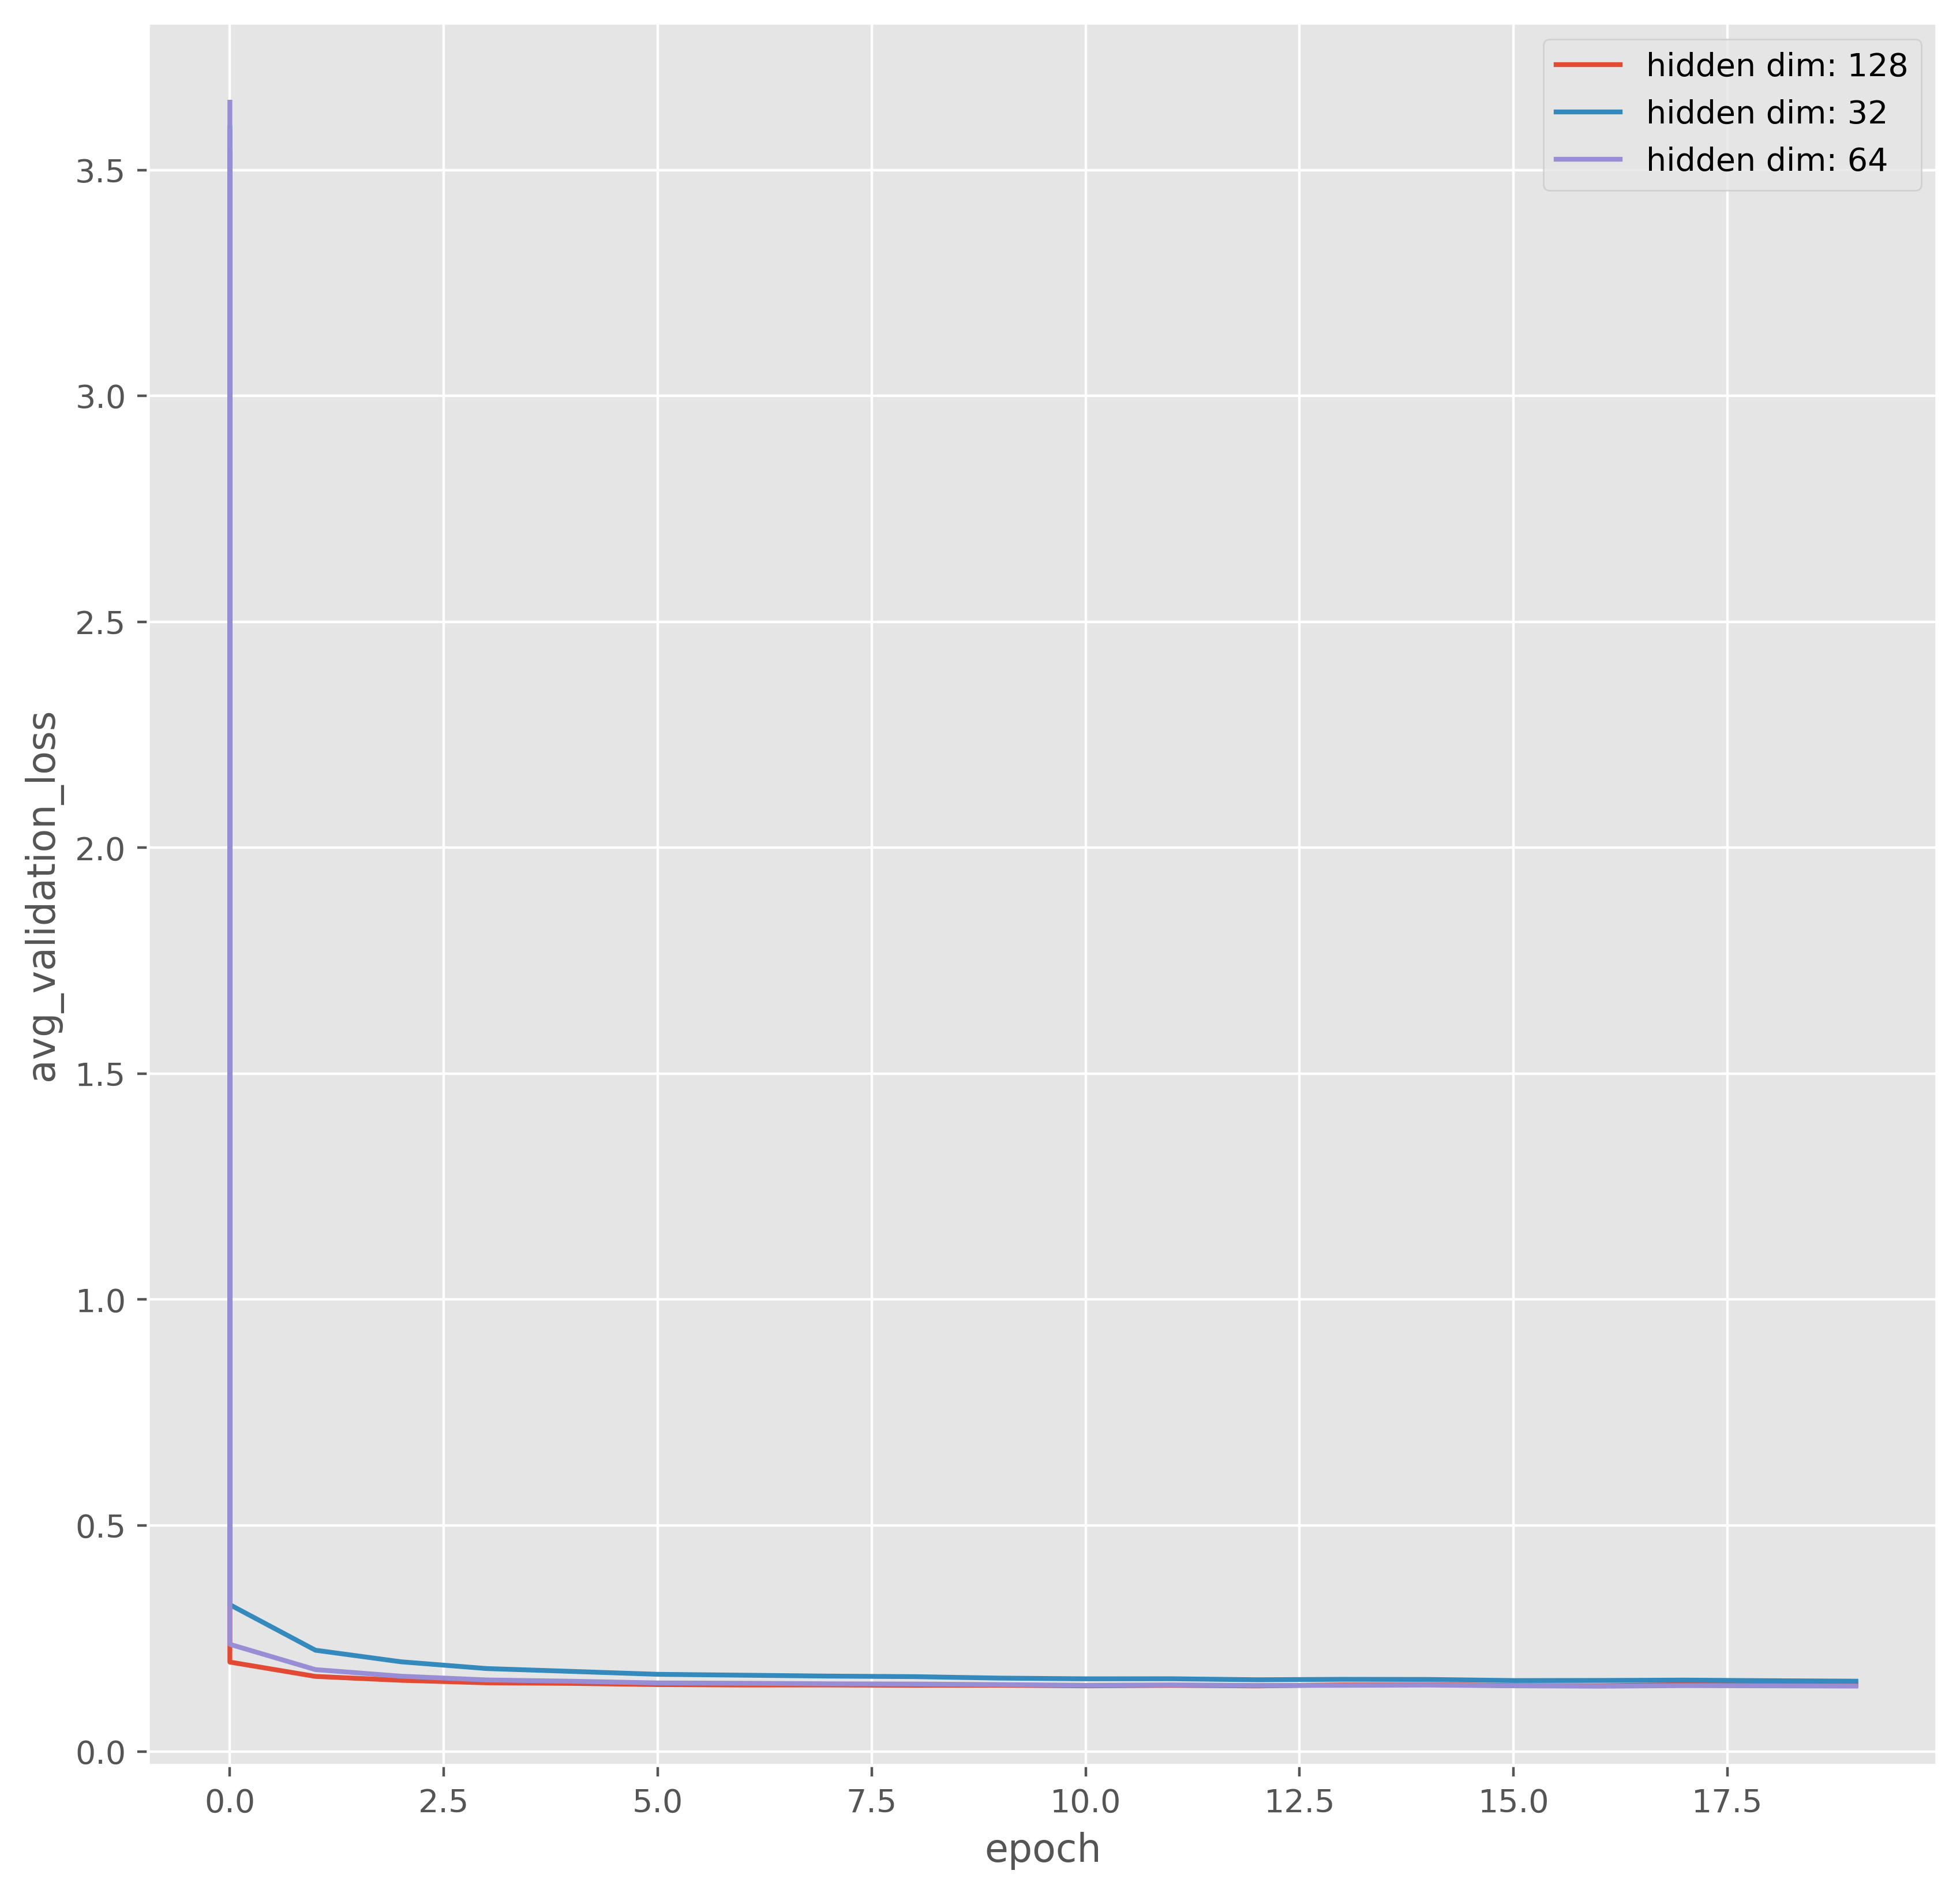 hidden dim: 128
hidden dim: 32
hidden dim: 64
3.5
3.0
2.5
2.0
1.5
1.0
0.5
0.0
avg_validation_loss
0.0 2.5 5.0 7.5 10.0 12.5 15.0 17.5
epoch